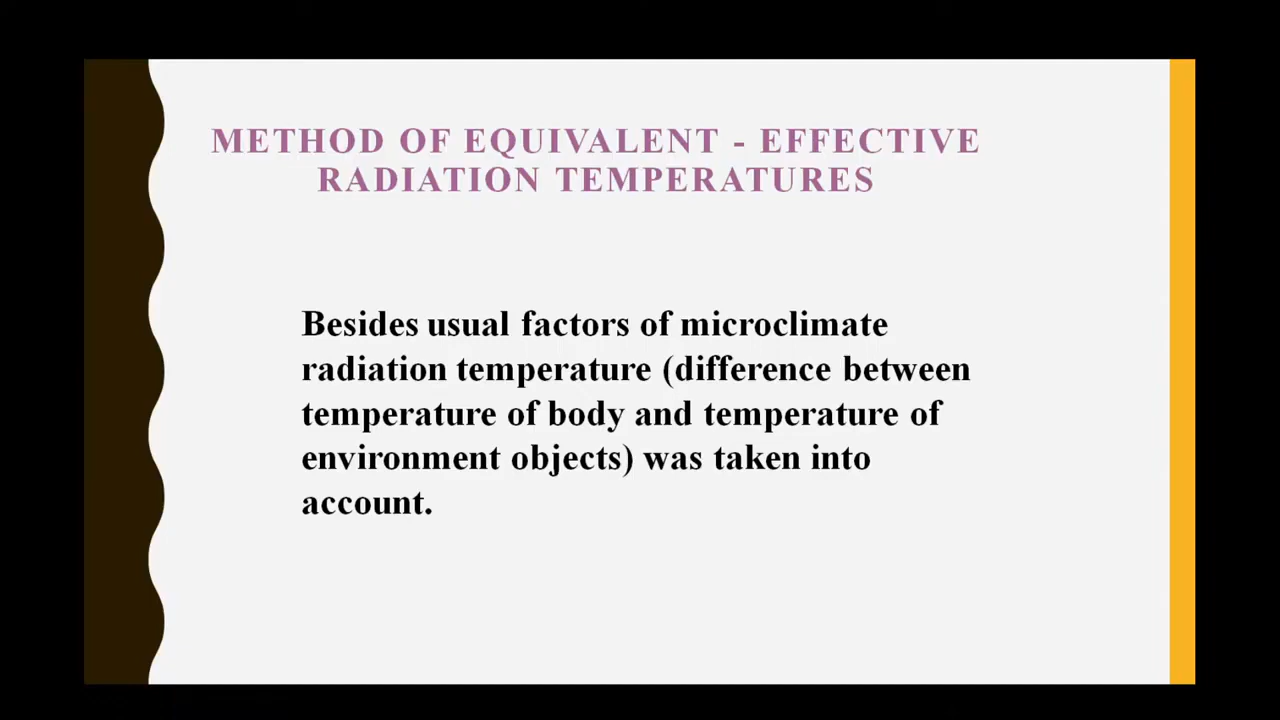 METHOD OF EQUIVALENT - EFFECTIVE
RADIATION TEMPERATURES
Besides usual factors of microclimate
radiation temperature (difference between
temperature of body and temperature of
environment objects) was taken into
account.